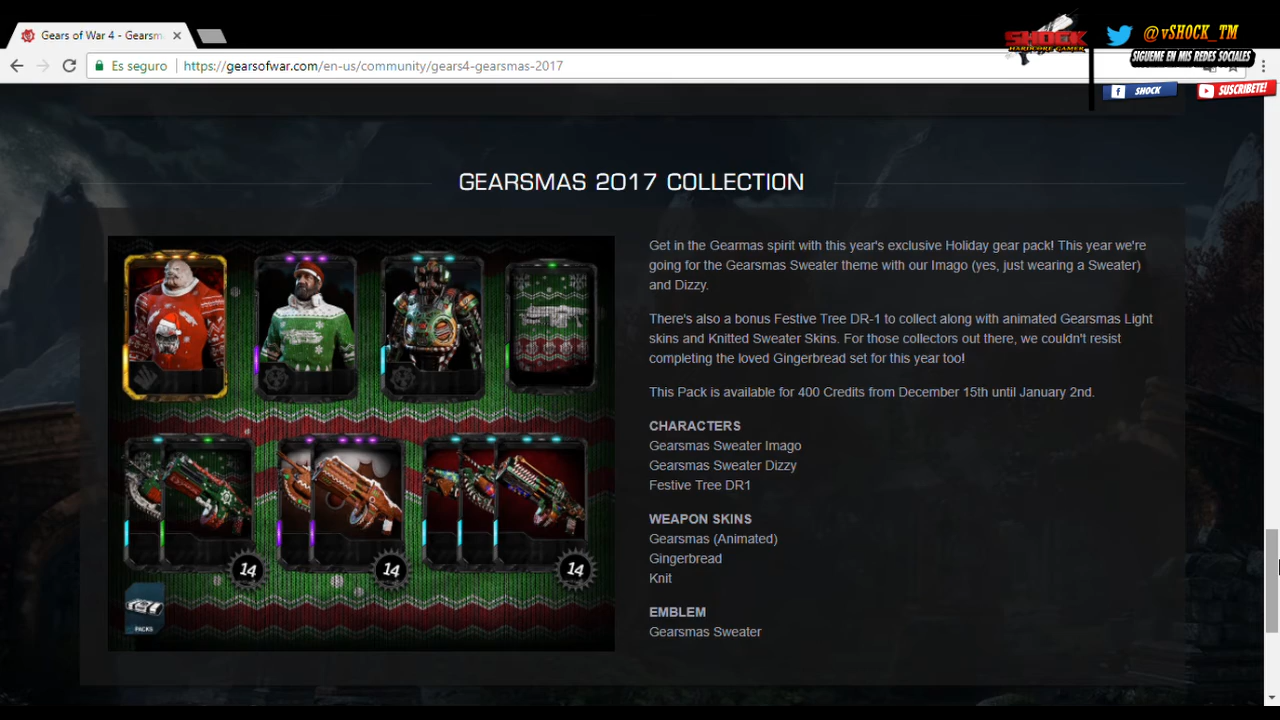 Gears of War 4 - Gearsm
SHOCK
HARDCORE GAMER
@vSHOCK_TM
SIGUEME EN MIS REDES SOCIALES
Es seguro
https://gearsofwar.com/en-us/community/gears4-gearsmas-2017
SHOCK
SUSCRIBETE!
GEARSMAS 2017 COLLECTION
Get in the Gearmas spirit with this year's exclusive Holiday gear pack! This year we're
going for the Gearsmas Sweater theme with our Imago (yes, just wearing a Sweater)
and Dizzy.
There's also a bonus Festive Tree DR-1 to collect along with animated Gearsmas Light
skins and Knitted Sweater Skins. For those collectors out there, we couldn't resist
completing the loved Gingerbread set for this year too!
This Pack is available for 400 Credits from December 15th until January 2nd.
CHARACTERS
Gearsmas Sweater Imago
Gearsmas Sweater Dizzy
Festive Tree DR1
WEAPON SKINS
Gearsmas (Animated)
Gingerbread
Knit
EMBLEM
Gearsmas Sweater
14
14
14
PACKS